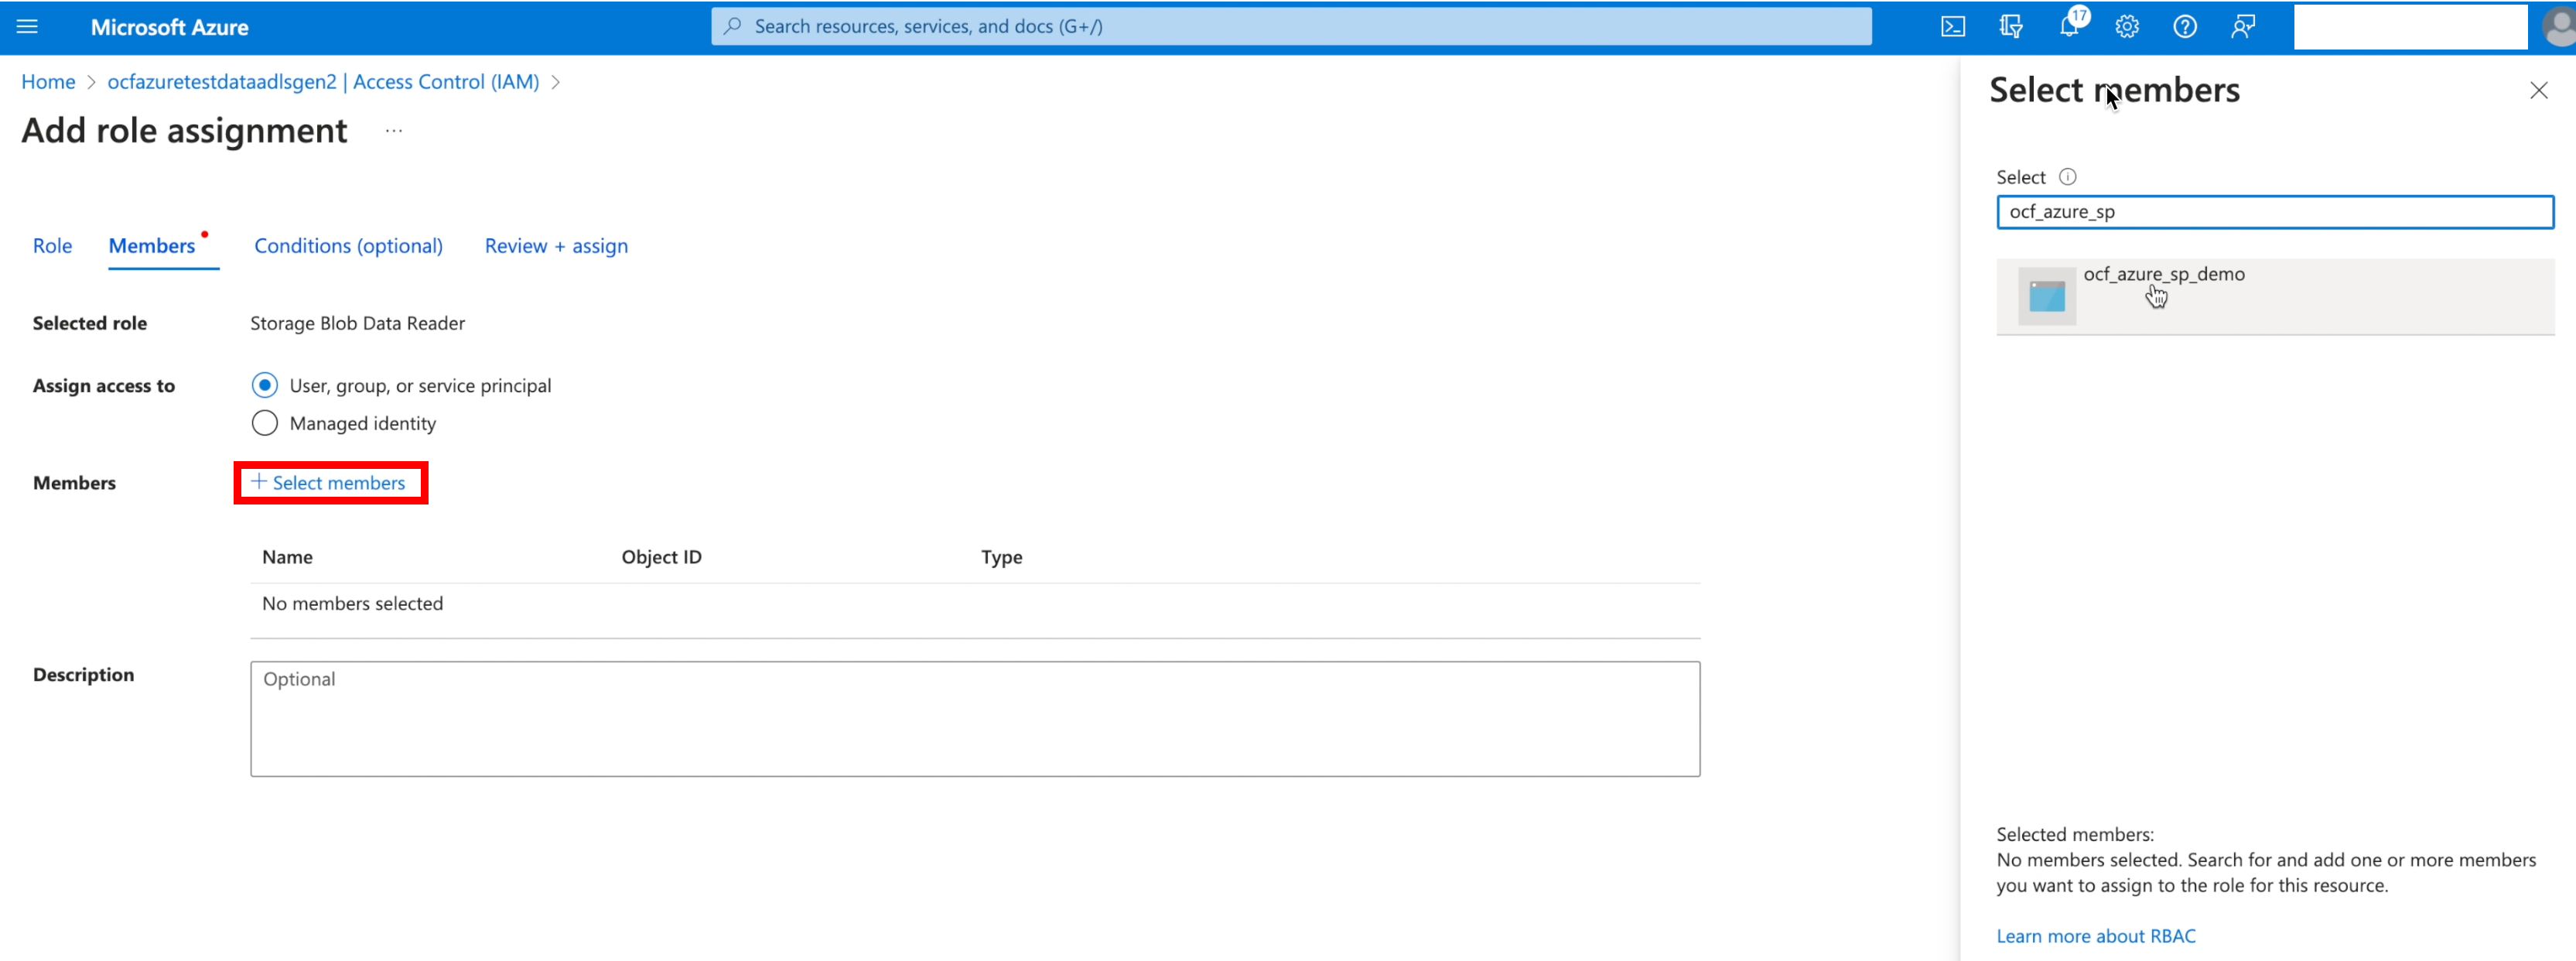 Microsoft Azure
Search resources, services, and docs (G+/)
17
Home > ocfazuretestdataadlsgen2 | Access Control (IAM) >
Add role assignment ...
Role Members Conditions (optional) Review + assign
Selected role Storage Blob Data Reader
Assign access to User, group, or service principal
Managed identity
Members + Select members
Name Object ID Type
No members selected
Description Optional
Select members
Select
ocf_azure_sp
ocf_azure_sp_demo
Selected members:
No members selected. Search for and add one or more members
you want to assign to the role for this resource.
Learn more about RBAC